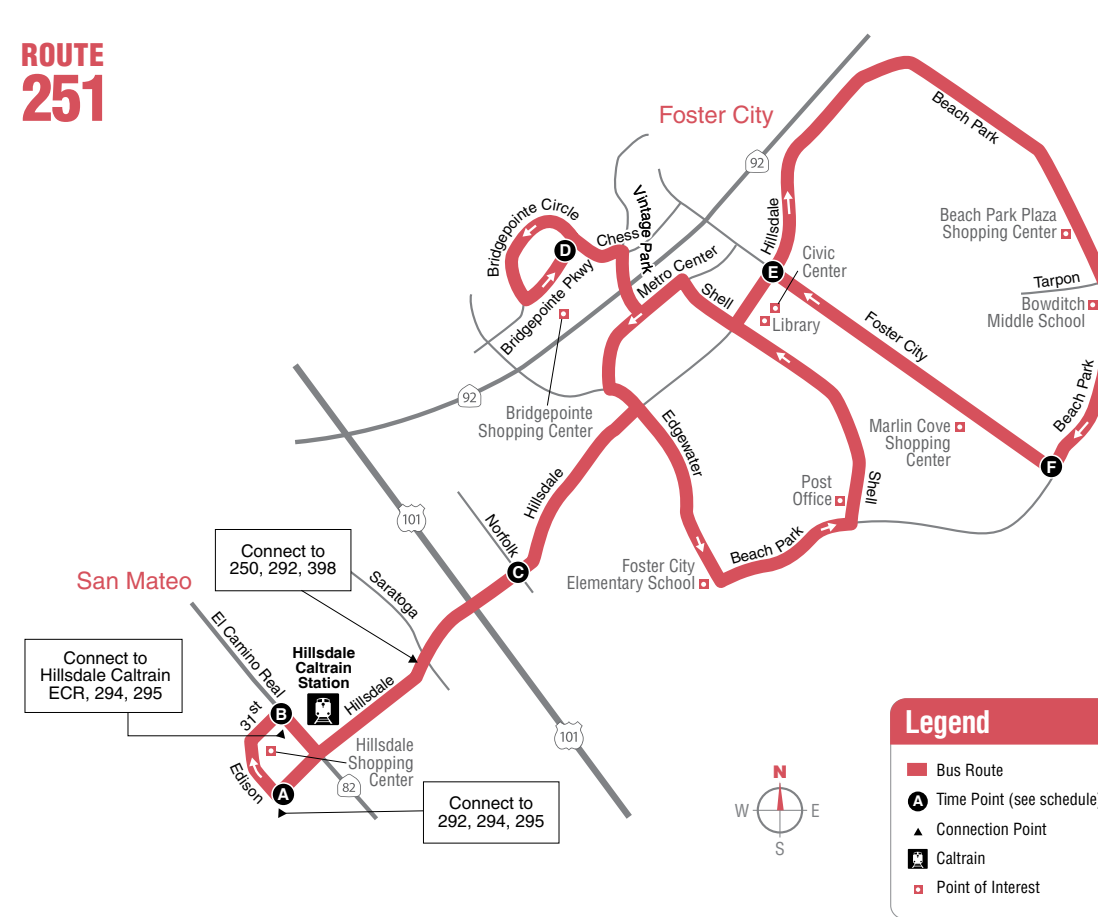 ROUTE
251
Foster City
92
Beach Park
Vintage Park
Bridgepointe Circle
Hillsdale
Beach Park Plaza
Shopping Center
D
Chess
Metro Center
E
Civic
Center
Bridgepointe Pkwy
Shell
Tarpon
Library
Bowditch
Middle School
Foster City
92
Bridgepointe
Shopping Center
Beach Park
Edgewater
Marlin Cove
Shopping
Center
F
Hillsdale
Post
Office
Shell
101
Norfolk
Beach Park
Connect to
250, 292, 398
C
Foster City
Elementary School
San Mateo
Saratoga
El Camino Real
Connect to
Hillsdale Caltrain
ECR, 294, 295
Hillsdale
Caltrain
Station
Hillsdale
31st
B
101
Hillsdale
Shopping
Center
Edison
A
82
Connect to
292, 294, 295
N
W
E
S
Legend
Bus Route
A Time Point (see schedule)
Connection Point
Caltrain
Point of Interest